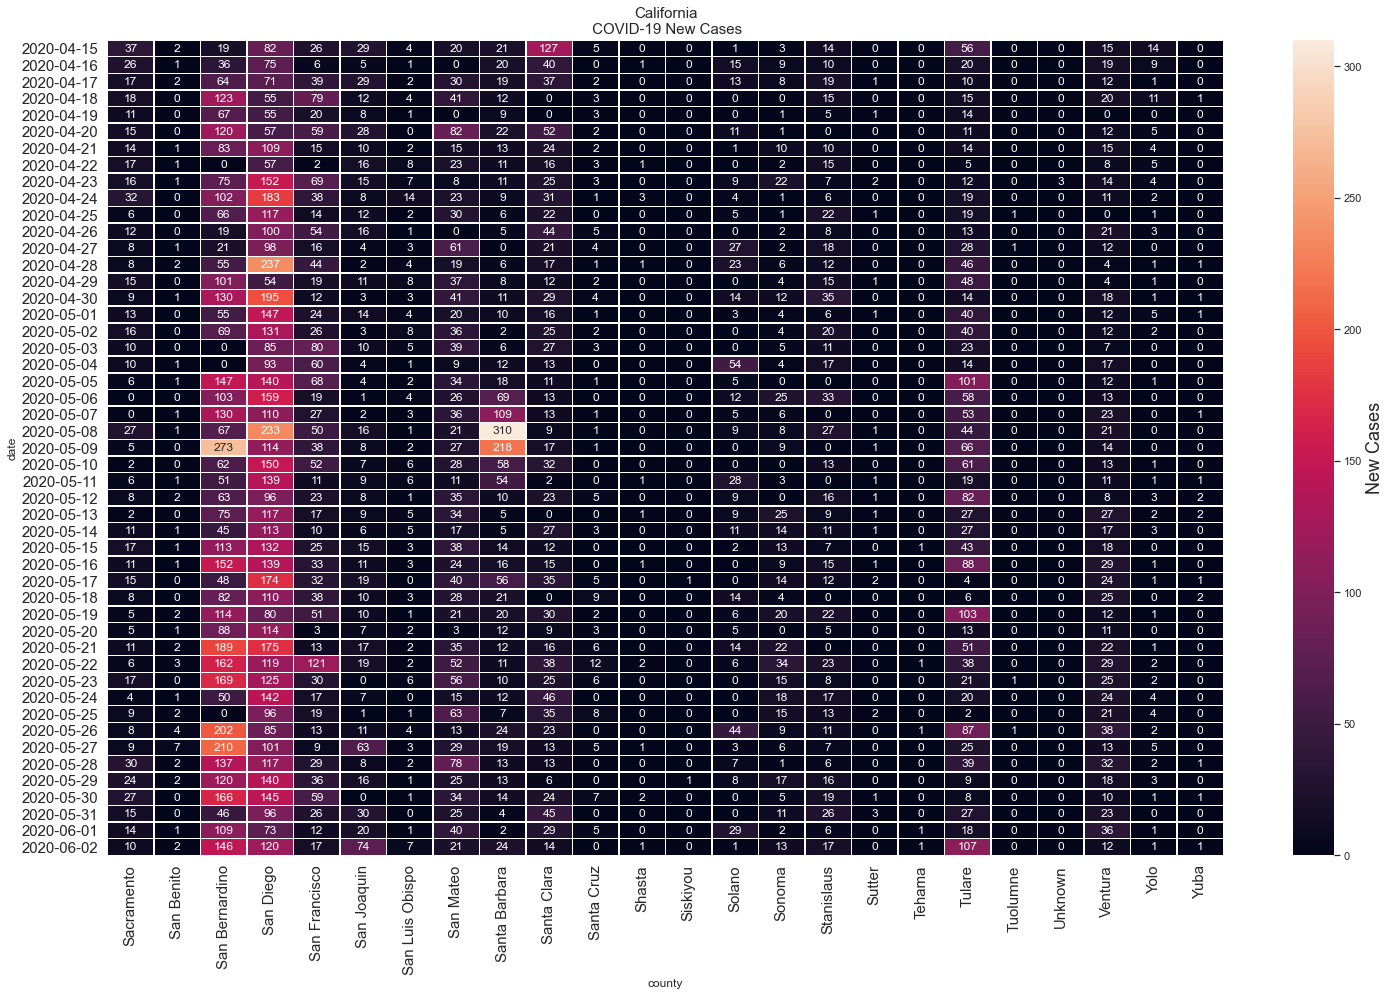 California
COVID-19 New Cases
2020-04-15 37 2 19 82 26 29 4 20 21 127 5 0 0 1 3 14 0 0 56 0 0 15 14 0
2020-04-16 26 1 36 75 6 5 1 0 20 40 0 1 0 15 9 10 0 0 20 0 0 19 9 0
2020-04-17 17 2 64 71 39 29 2 30 19 37 2 0 0 13 8 19 1 0 10 0 0 12 1 0
2020-04-18 18 0 123 55 79 12 4 41 12 0 3 0 0 0 0 15 0 0 15 0 0 20 11 1
2020-04-19 11 0 67 55 20 8 1 0 9 0 3 0 0 0 1 5 1 0 14 0 0 0 0 0
2020-04-20 15 0 120 57 59 28 0 82 22 52 2 0 0 11 1 0 0 0 11 0 0 12 5 0
2020-04-21 14 1 83 109 15 10 2 15 13 24 2 0 0 1 10 10 0 0 14 0 0 15 4 0
2020-04-22 17 1 0 57 2 16 8 23 11 16 3 1 0 0 2 15 0 0 5 0 0 8 5 0
2020-04-23 16 1 75 152 69 15 7 8 11 25 3 0 0 9 22 7 2 0 12 0 3 14 4 0
2020-04-24 32 0 102 183 38 8 14 23 9 31 1 3 0 4 1 6 0 0 19 0 0 11 2 0
2020-04-25 6 0 66 117 14 12 2 30 6 22 0 0 0 5 1 22 1 0 19 1 0 0 1 0
2020-04-26 12 0 19 100 54 16 1 0 5 44 5 0 0 0 2 8 0 0 13 0 0 21 3 0
2020-04-27 8 1 21 98 16 4 3 61 0 21 4 0 0 27 2 18 0 0 28 1 0 12 0 0
2020-04-28 8 2 55 237 44 2 4 19 6 17 1 1 0 23 6 12 0 0 46 0 0 4 1 1
2020-04-29 15 0 101 54 19 11 8 37 8 12 2 0 0 0 4 15 1 0 48 0 0 4 1 0
2020-04-30 9 1 130 195 12 3 3 41 11 29 4 0 0 14 12 35 0 0 14 0 0 18 1 1
2020-05-01 13 0 55 147 24 14 4 20 10 16 1 0 0 3 4 6 1 0 40 0 0 12 5 1
2020-05-02 16 0 69 131 26 3 8 36 2 25 2 0 0 0 4 20 0 0 40 0 0 12 2 0
2020-05-03 10 0 0 85 80 10 5 39 6 27 3 0 0 0 5 11 0 0 23 0 0 7 0 0
2020-05-04 10 1 0 93 60 4 1 9 12 13 0 0 0 54 4 17 0 0 14 0 0 17 0 0
2020-05-05 6 1 147 140 68 4 2 34 18 11 1 0 0 5 0 0 0 0 101 0 0 12 1 0
2020-05-06 0 0 103 159 19 1 4 26 69 13 0 0 0 12 25 33 0 0 58 0 0 13 0 0
2020-05-07 0 1 130 110 27 2 3 36 109 13 1 0 0 5 6 0 0 0 53 0 0 23 0 1
2020-05-08 27 1 67 233 50 16 1 21 310 9 1 0 0 9 8 27 1 0 44 0 0 21 0 0
2020-05-09 5 0 273 114 38 8 2 27 218 17 1 0 0 0 9 0 1 0 66 0 0 14 0 0
2020-05-10 2 0 62 150 52 7 6 28 58 32 0 0 0 0 0 13 0 0 61 0 0 13 1 0
2020-05-11 6 1 51 139 11 9 6 11 54 2 0 1 0 28 3 0 1 0 19 0 0 11 1 1
2020-05-12 8 2 63 96 23 8 1 35 10 23 5 0 0 9 0 16 1 0 82 0 0 8 3 2
2020-05-13 2 0 75 117 17 9 5 34 5 0 0 1 0 9 25 9 1 0 27 0 0 27 2 2
2020-05-14 11 1 45 113 10 6 5 17 5 27 3 0 0 11 14 11 1 0 27 0 0 17 3 0
2020-05-15 17 1 113 132 25 15 3 38 14 12 0 0 0 2 13 7 0 1 43 0 0 18 0 0
2020-05-16 11 1 152 139 33 11 3 24 16 15 0 1 0 0 9 15 1 0 88 0 0 29 1 0
2020-05-17 15 0 48 174 32 19 0 40 56 35 5 0 1 0 14 12 2 0 4 0 0 24 1 1
2020-05-18 8 0 82 110 38 10 3 28 21 0 9 0 0 14 4 0 0 0 6 0 0 25 0 2
2020-05-19 5 2 114 80 51 10 1 21 20 30 2 0 0 6 20 22 0 0 103 0 0 12 1 0
2020-05-20 5 1 88 114 3 7 2 3 12 9 3 0 0 5 0 5 0 0 13 0 0 11 0 0
2020-05-21 11 2 189 175 13 17 2 35 12 16 6 0 0 14 22 0 0 0 51 0 0 22 1 0
2020-05-22 6 3 162 119 121 19 2 52 11 38 12 2 0 6 34 23 0 1 38 0 0 29 2 0
2020-05-23 17 0 169 125 30 0 6 56 10 25 6 0 0 0 15 8 0 0 21 1 0 25 2 0
2020-05-24 4 1 50 142 17 7 0 15 12 46 0 0 0 0 18 17 0 0 20 0 0 24 4 0
2020-05-25 9 2 0 96 19 1 1 63 7 35 8 0 0 0 15 13 2 0 2 0 0 21 4 0
2020-05-26 8 4 202 85 13 11 4 13 24 23 0 0 0 44 9 11 0 1 87 1 0 38 2 0
2020-05-27 9 7 210 101 9 63 3 29 19 13 5 1 0 3 6 7 0 0 25 0 0 13 5 0
2020-05-28 30 2 137 117 29 8 2 78 13 13 0 0 0 7 1 6 0 0 39 0 0 32 2 1
2020-05-29 24 2 120 140 36 16 1 25 13 6 0 0 1 8 17 16 0 0 9 0 0 18 3 0
2020-05-30 27 0 166 145 59 0 1 34 14 24 7 2 0 0 5 19 1 0 8 0 0 10 1 1
2020-05-31 15 0 46 96 26 30 0 25 4 45 0 0 0 0 11 26 3 0 27 0 0 23 0 0
2020-06-01 14 1 109 73 12 20 1 40 2 29 5 0 0 29 2 6 0 1 18 0 0 36 1 0
2020-06-02 10 2 146 120 17 74 7 21 24 14 0 1 0 1 13 17 0 1 107 0 0 12 1 1
date
Sacramento
San Benito
San Bernardino
San Diego
San Francisco
San Joaquin
San Luis Obispo
San Mateo
Santa Barbara
Santa Clara
Santa Cruz
Shasta
Siskiyou
Solano
Sonoma
Stanislaus
Sutter
Tehama
Tulare
Tuolumne
Unknown
Ventura
Yolo
Yuba
county
300
250
200
150
100
50
0
New Cases